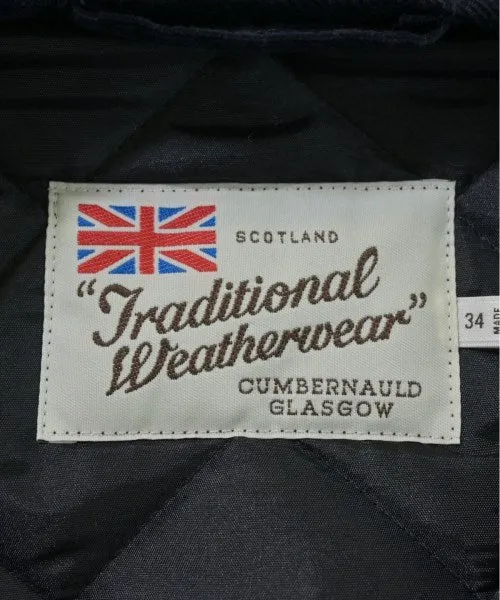 SCOTLAND
"Traditional
Weatherwear"
CUMBERNAULD
GLASGOW
34
MADE